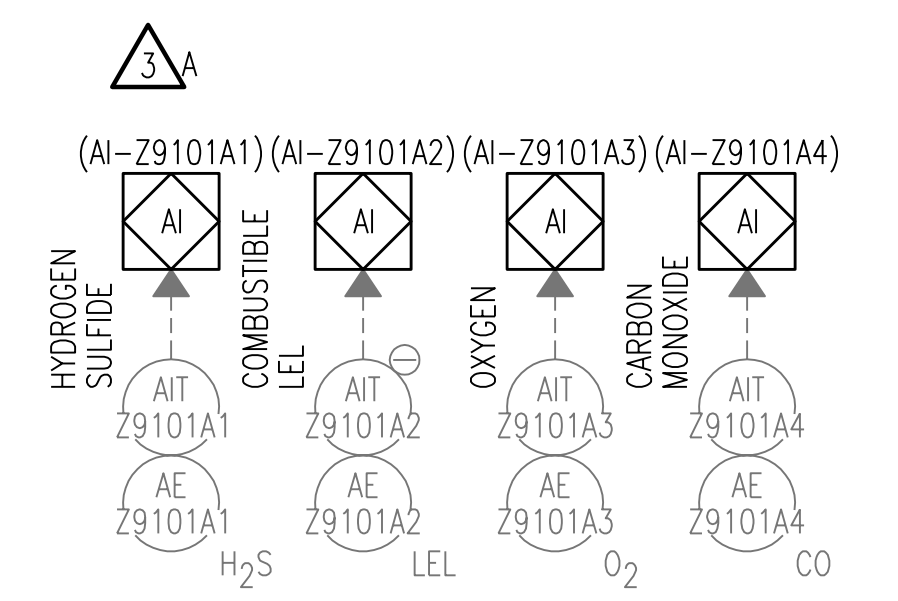 3 A
(AI-Z9101A1) (AI-Z9101A2) (AI-Z9101A3) (AI-Z9101A4)
AI AI AI AI
HYDROGEN
SULFIDE
COMBUSTIBLE
LEL
OXYGEN
CARBON
MONOXIDE
AIT AIT AIT AIT
Z9101A1 Z9101A2 Z9101A3 Z9101A4
AE AE AE AE
Z9101A1 Z9101A2 Z9101A3 Z9101A4
H2S LEL O2 CO